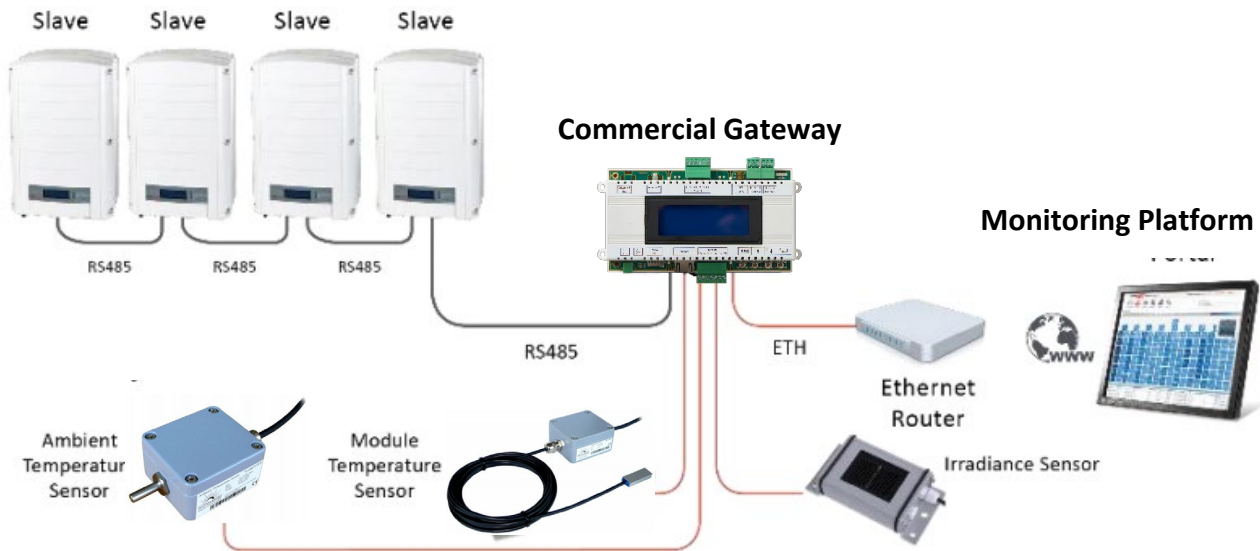 Slave
Slave
Slave
Slave
Commercial Gateway
Monitoring Platform
Portal
RS485
RS485
RS485
RS485
ETH
WWW
Ethernet
Router
Ambient
Temperatur
Sensor
Module
Temperature
Sensor
Irradiance Sensor